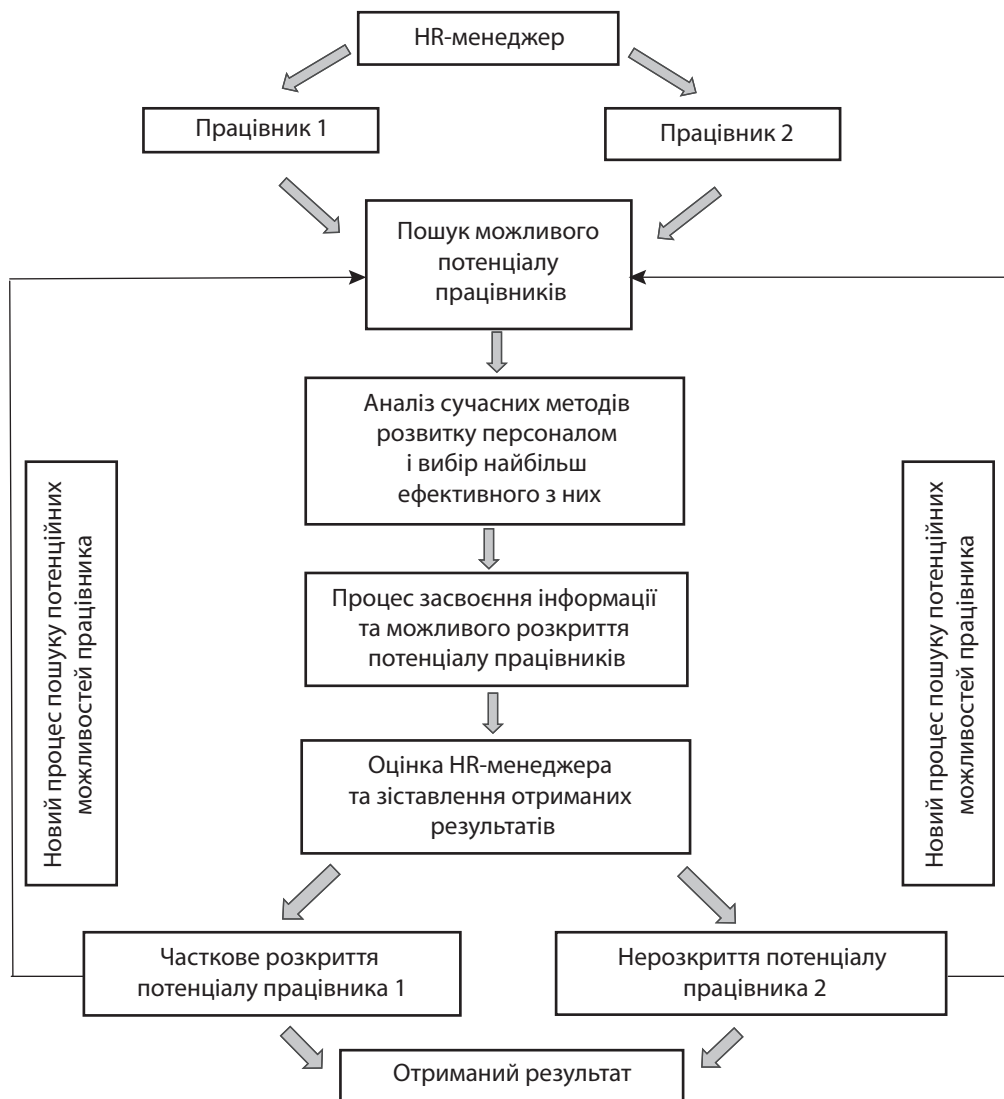 HR-менеджер
Працівник 1
Працівник 2
Пошук можливого
потенціалу
працівників
Аналіз сучасних методів
розвитку персоналом
і вибір найбільш
ефективного з них
Новий процес пошуку потенційних
можливостей працівника
Новий процес пошуку потенційних
можливостей працівника
Процес засвоєння інформації
та можливого розкриття
потенціалу працівників
Оцінка HR-менеджера
та зіставлення отриманих
результатів
Часткове розкриття
потенціалу працівника 1
Нерозкриття потенціалу
працівника 2
Отриманий результат